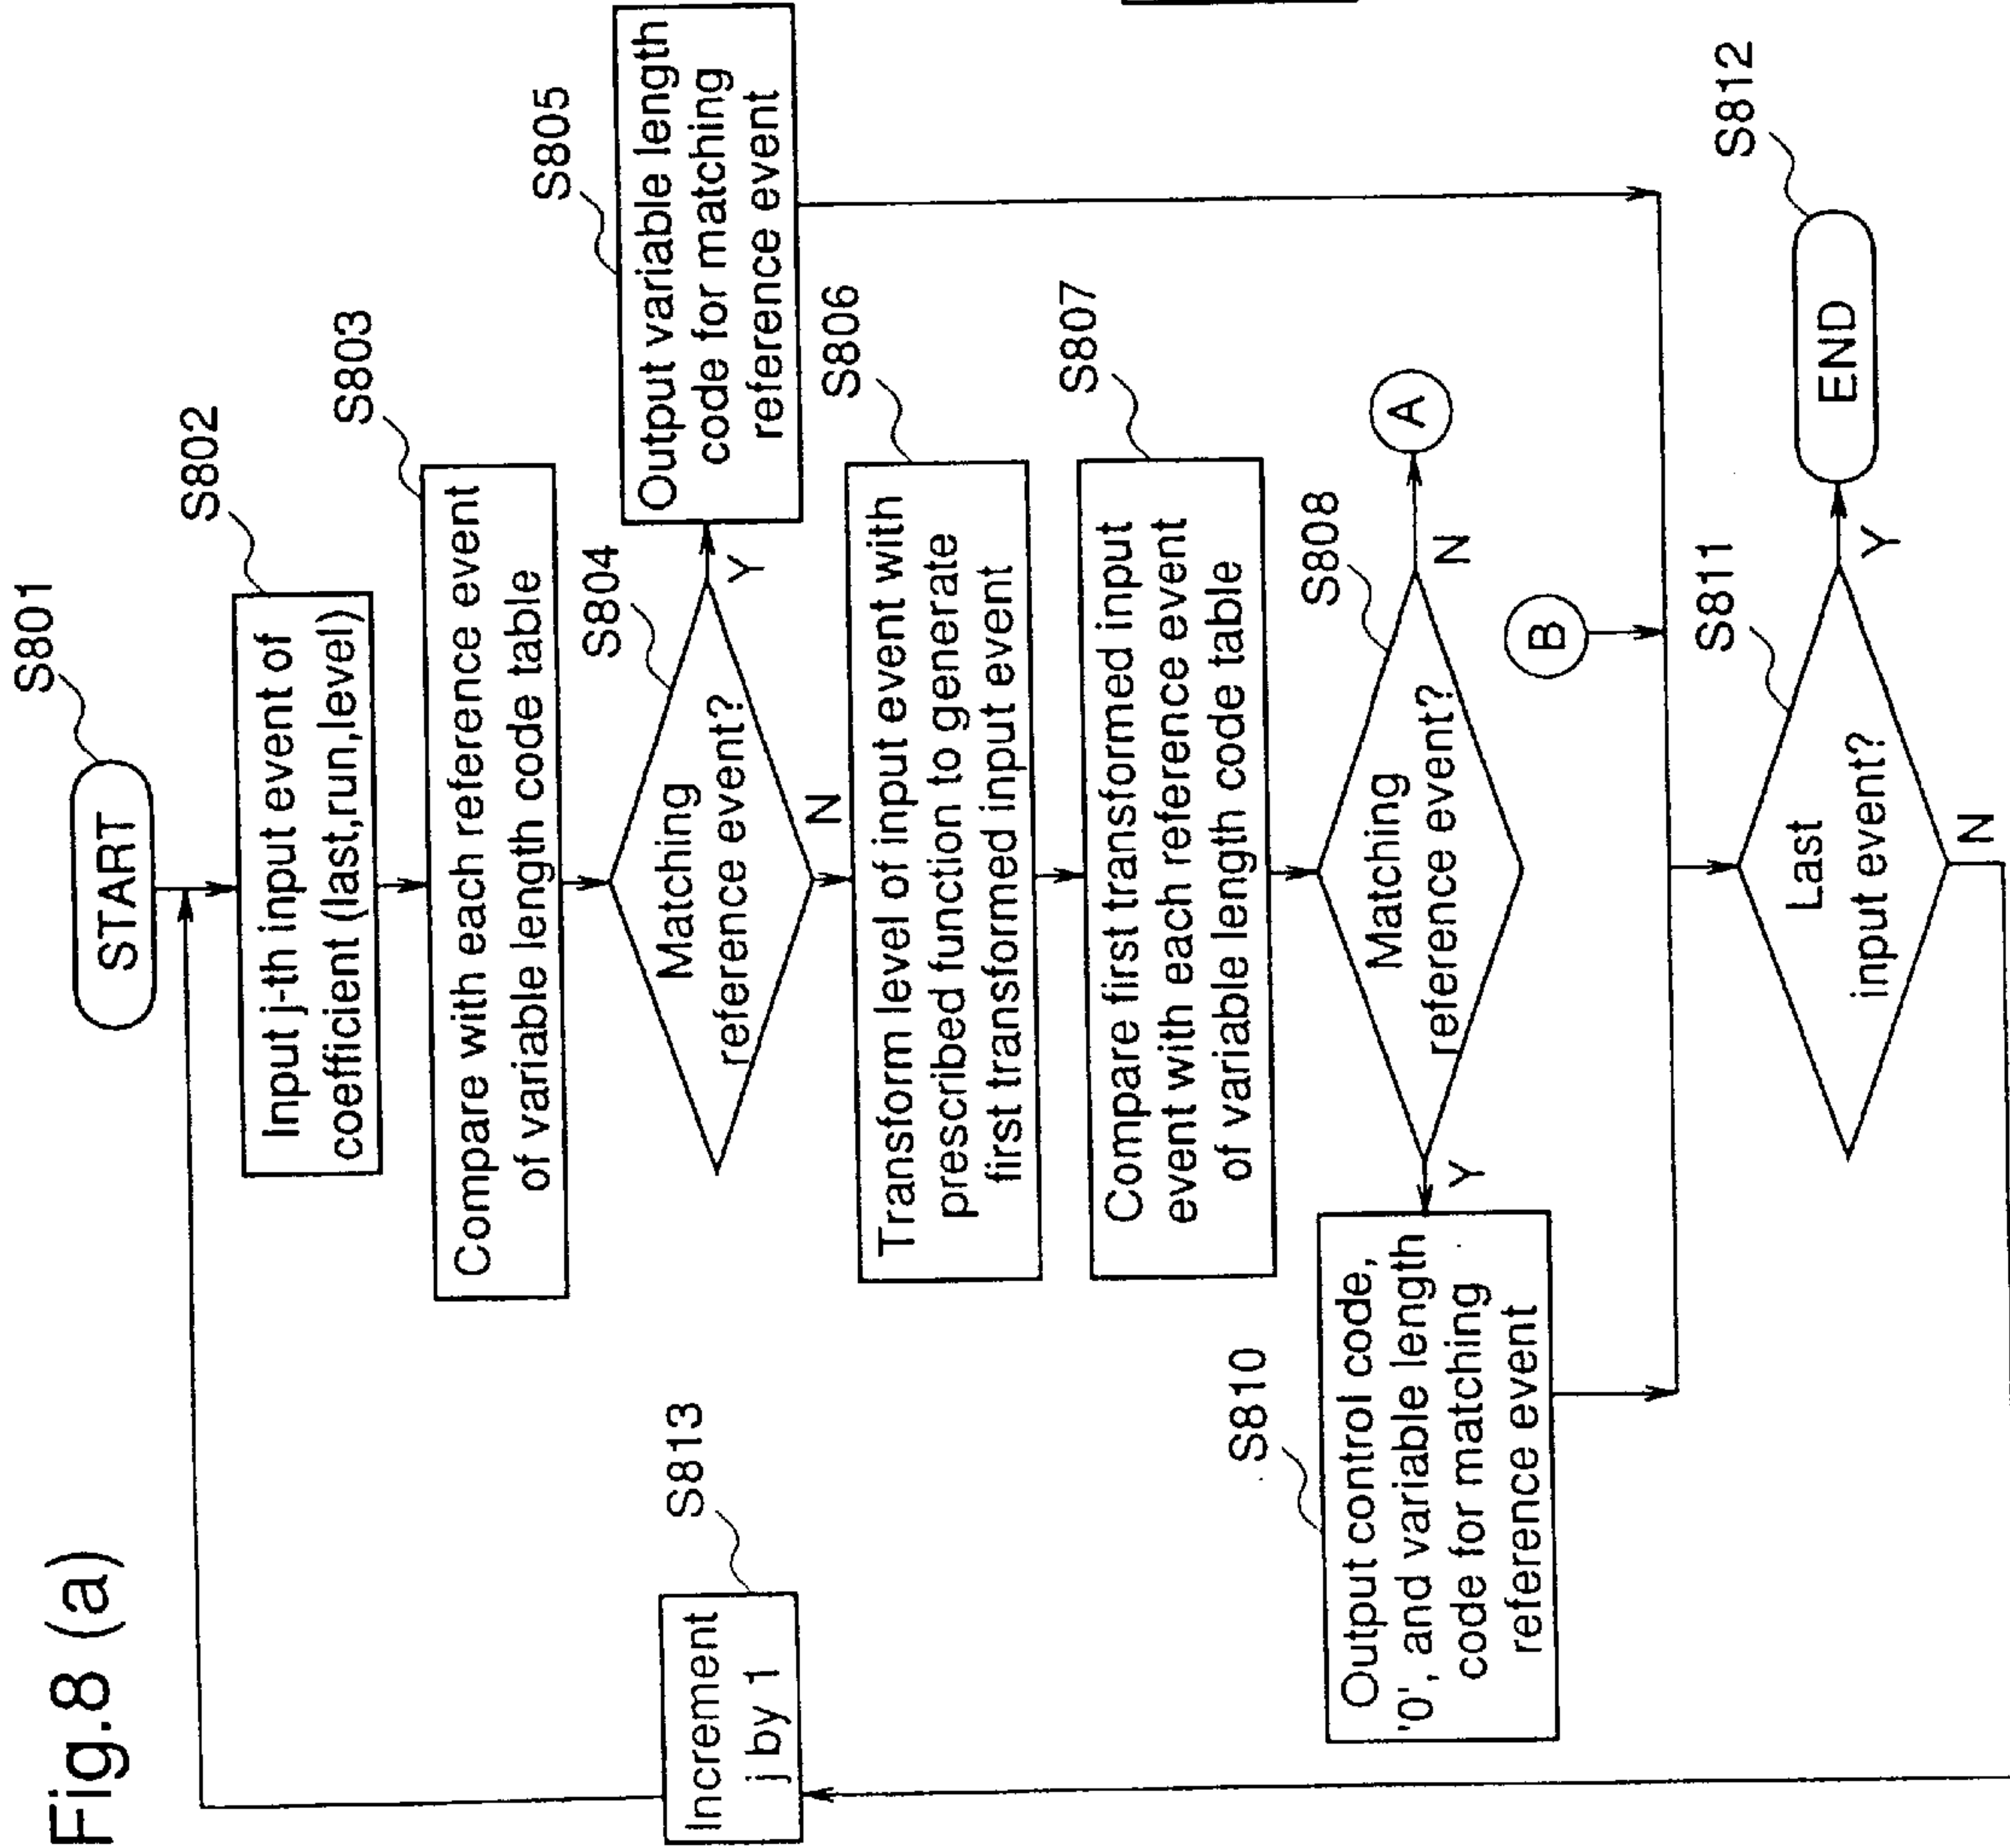 Fig.8 (a)
START
S801
Input j-th input event of
coefficient (last,run,level)
S802
Compare with each reference event
of variable length code table
S803
Matching
reference event?
S804
Y
N
Output variable length
code for matching
reference event
S805
Transform level of input event with
prescribed function to generate
first transformed input event
S806
Compare first transformed input
event with each reference event
of variable length code table
S807
Matching
reference event?
S808
Y
N
A
Output control code,
'0', and variable length
code for matching
reference event
S810
B
Last
input event?
S811
Y
N
END
S812
Increment
j by 1
S813